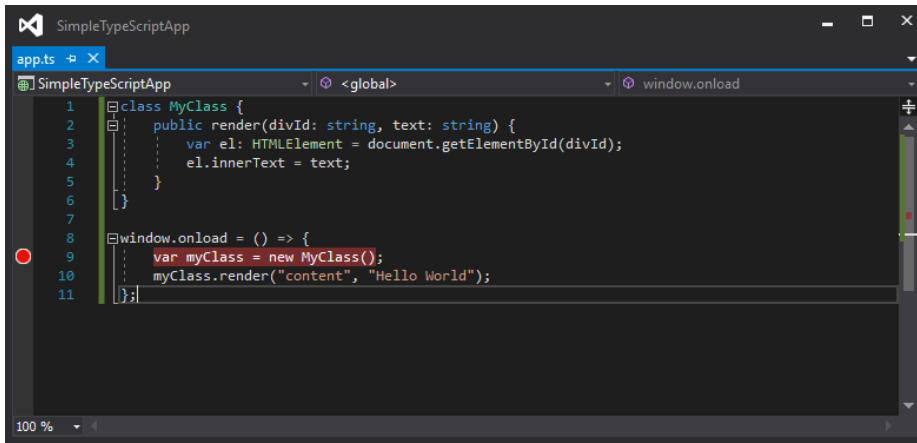 SimpleTypeScriptApp
app.ts
SimpleTypeScriptApp <global> window.onload
1 class MyClass {
2 public render(divId: string, text: string) {
3 var el: HTMLElement = document.getElementById(divId);
4 el.innerText = text;
5 }
6 }
7
8 window.onload = () => {
9 var myClass = new MyClass();
10 myClass.render("content", "Hello World");
11 };
100 %